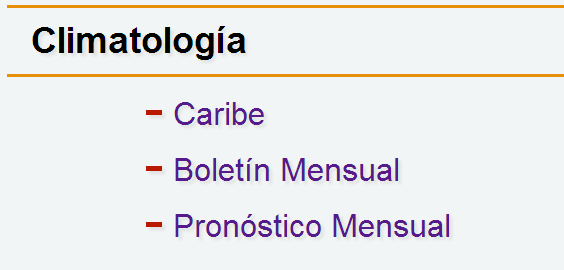 Climatología
- Caribe
- Boletín Mensual
- Pronóstico Mensual